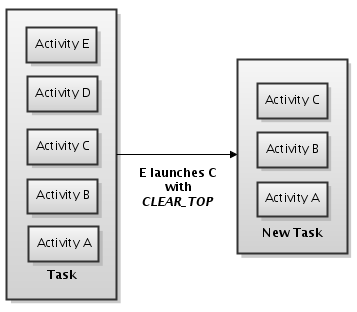 Activity E
Activity D
Activity C
Activity B
Activity A
Task
E launches C
with
CLEAR_TOP
Activity C
Activity B
Activity A
New Task